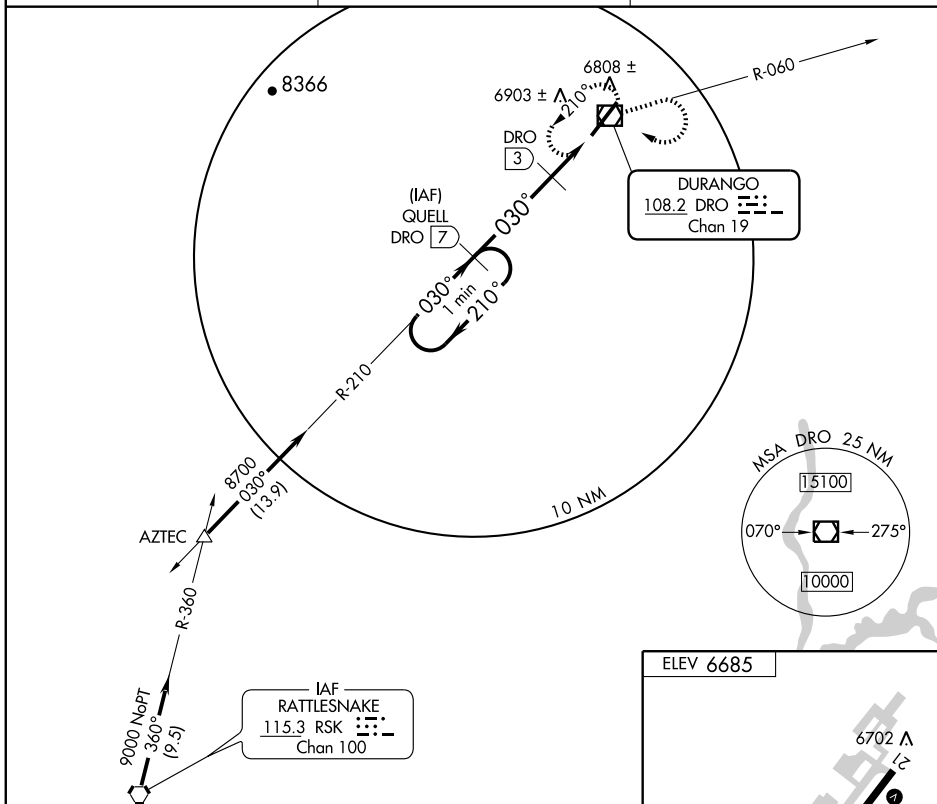 8366
6808 ±
6903 ±
210°
R-060
DRO
3
DURANGO
108.2 DRO
Chan 19
(IAF)
QUELL
DRO 7
030°
030°
1 min
210°
R-210
8700
030°
(13.9)
10 NM
AZTEC
R-360
9000 NoPT
360°
(9.5)
IAF
RATTLESNAKE
115.3 RSK
Chan 100
MSA DRO 25 NM
15100
070°
275°
10000
ELEV 6685
6702
21
V